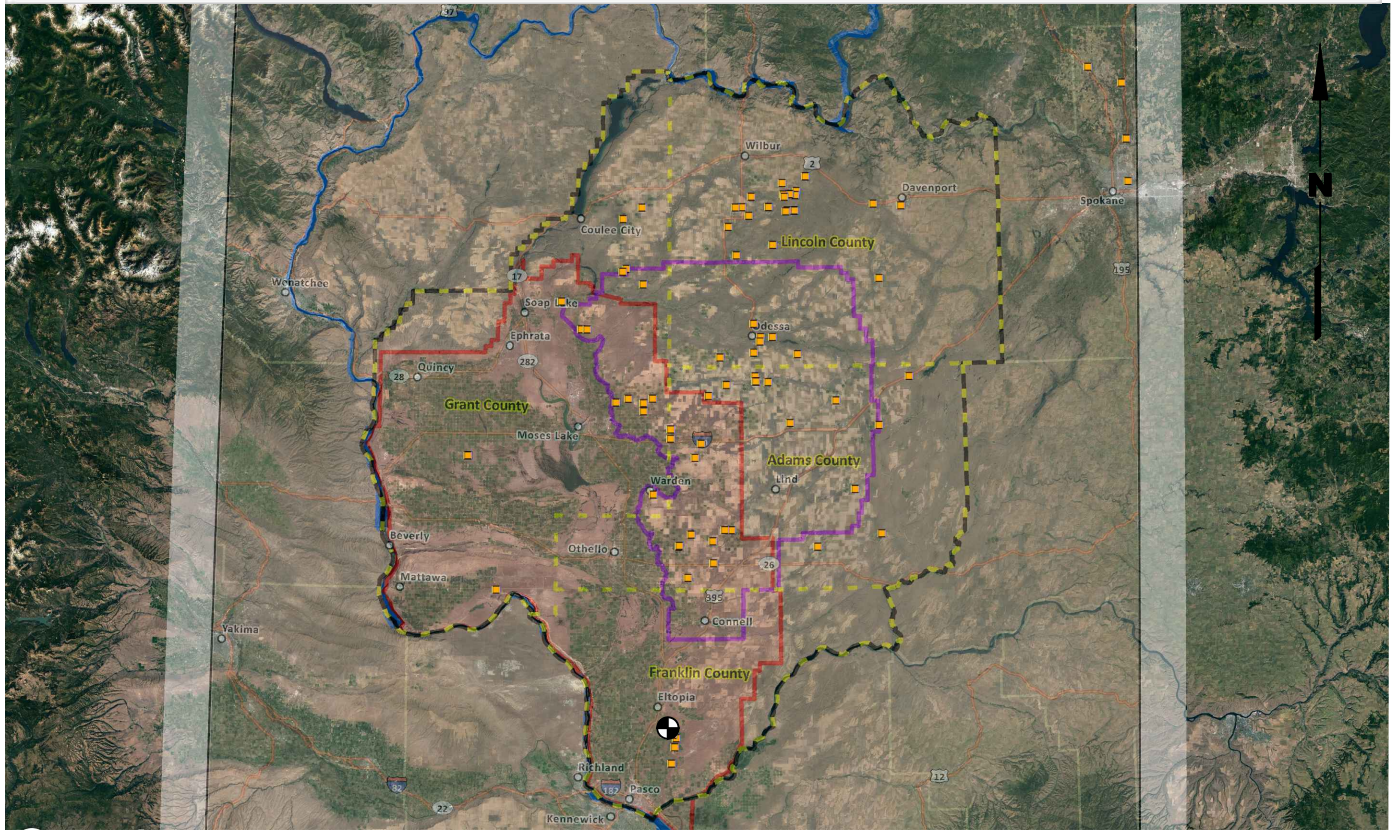 97
Wilbur
2
Davenport
Spokane
Coulee City
Lincoln County
17
195
Wenatchee
Soap Lake
Odessa
Ephrata
282
28
Quincy
Grant County
Moses Lake
Adams County
Warden
Lind
Beverly
Othello
26
Mattawa
395
Connell
Yakima
Franklin County
Eltopia
Richland
12
82
182
Pasco
22
Kennewick
N